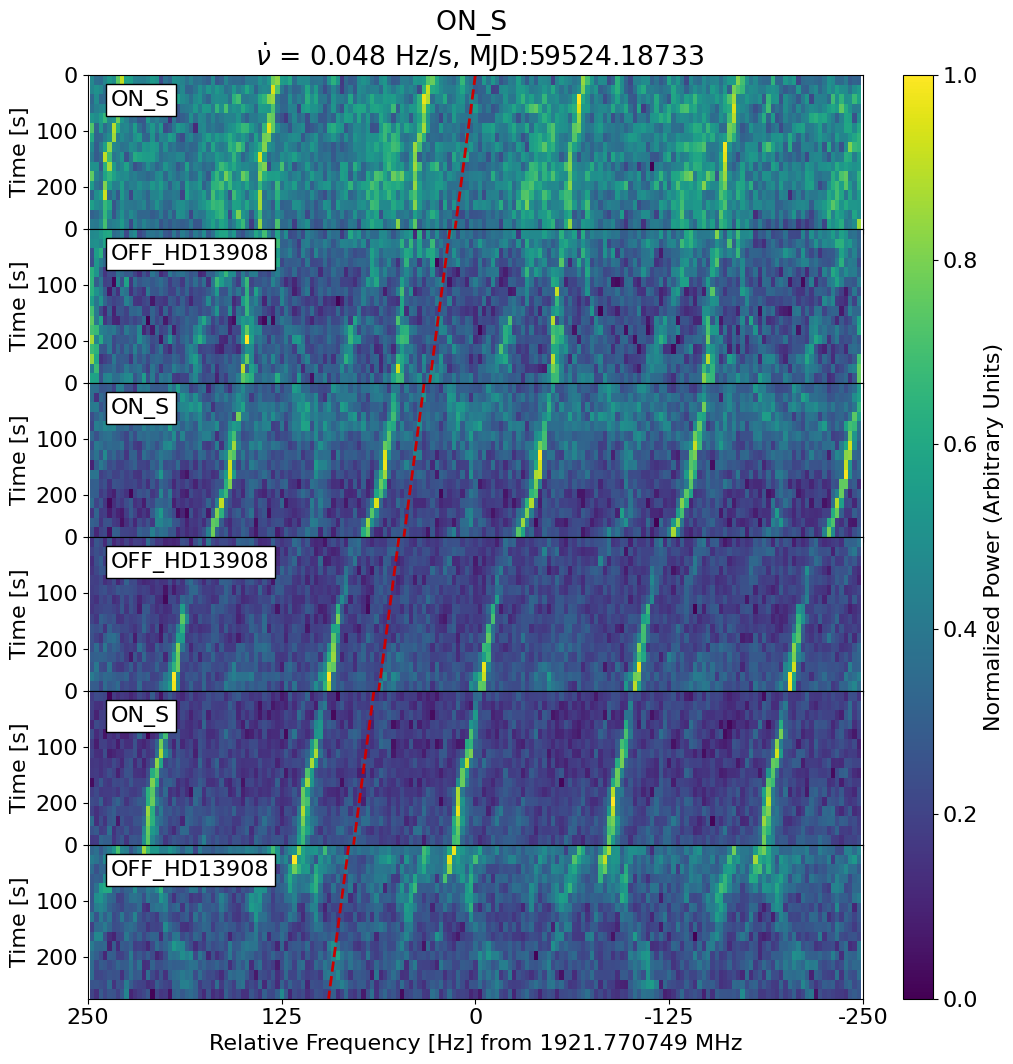 ON_S
ν̇ = 0.048 Hz/s, MJD:59524.18733
0
ON_S
100
200
Time [s]
0
OFF_HD13908
100
200
Time [s]
0
ON_S
100
200
Time [s]
0
OFF_HD13908
100
200
Time [s]
0
ON_S
100
200
Time [s]
0
OFF_HD13908
100
200
Time [s]
250 125 0 -125 -250
Relative Frequency [Hz] from 1921.770749 MHz
1.0
0.8
0.6
0.4
0.2
0.0
Normalized Power (Arbitrary Units)